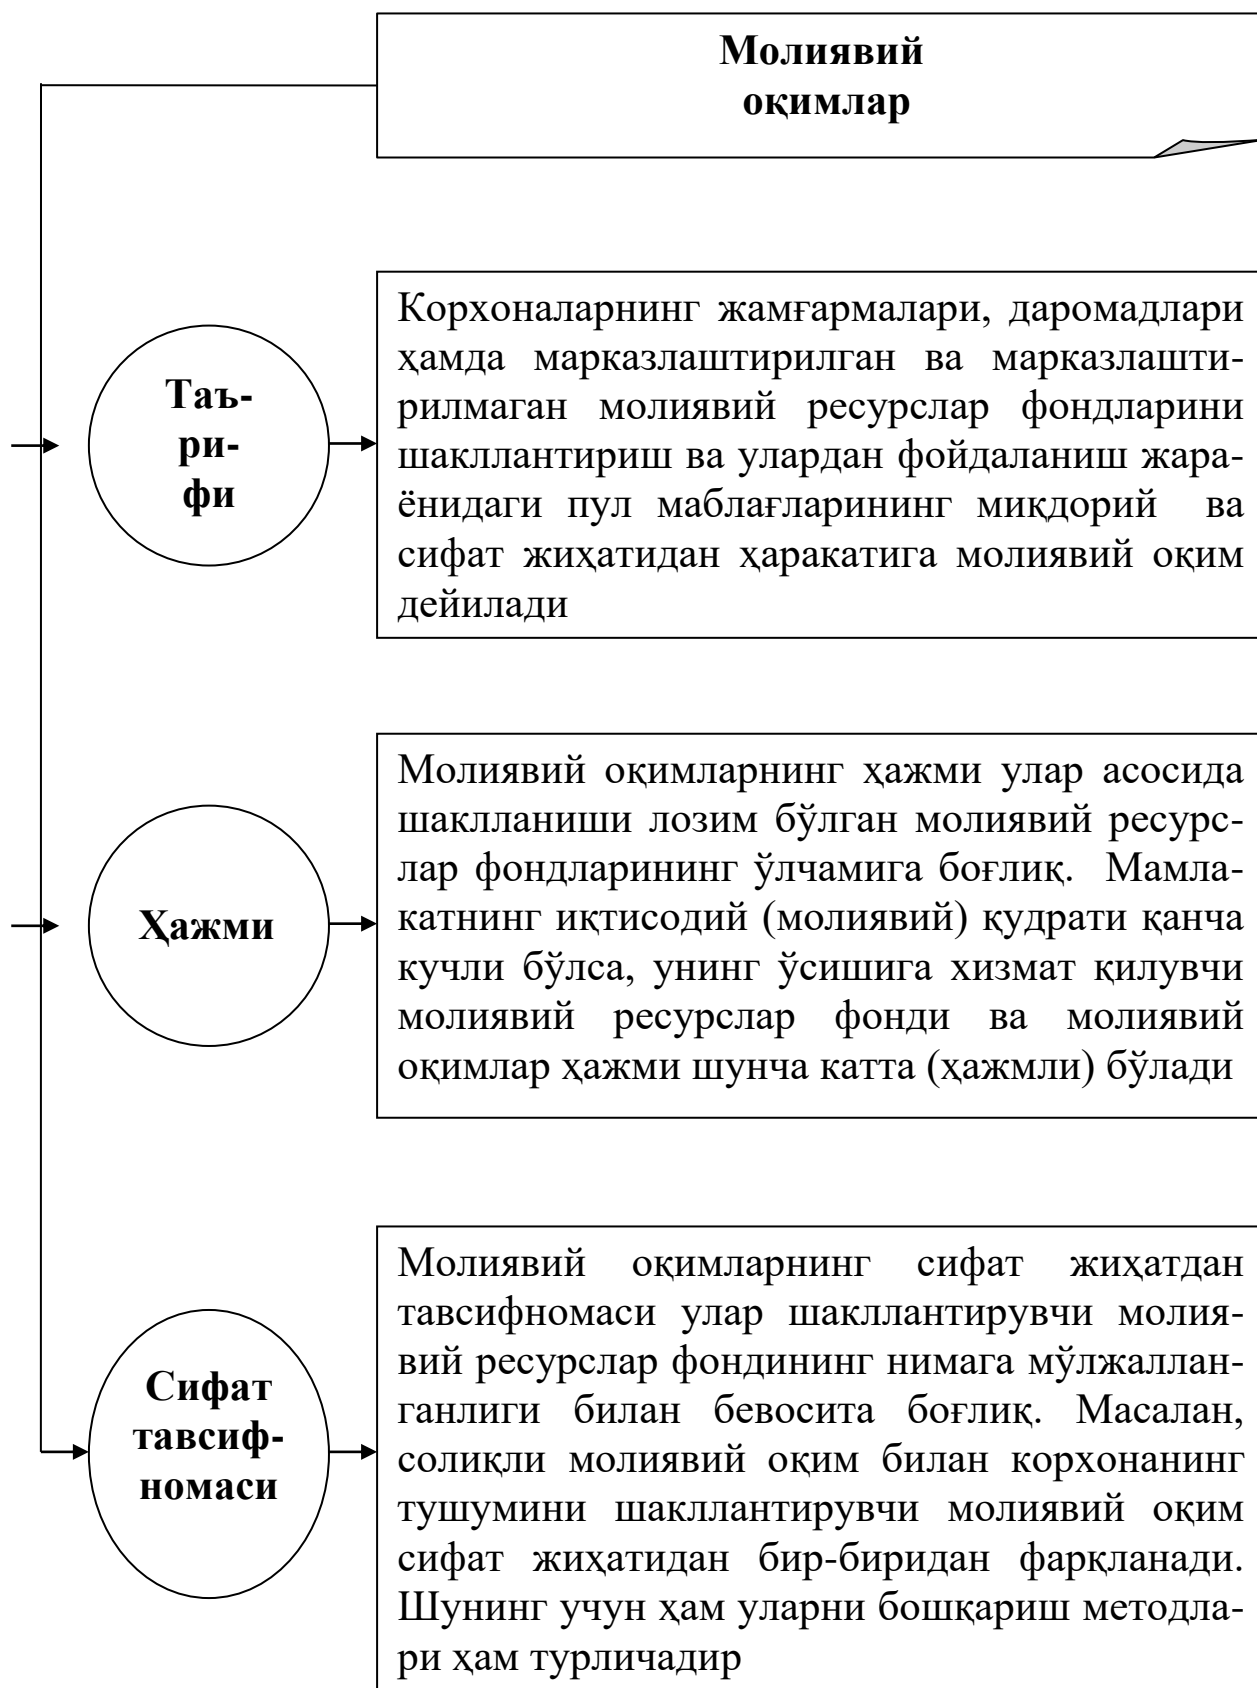 Молиявий
оқимлар
Таъ-
ри-
фи
Корхоналарнинг жамғармалари, даромадлари
ҳамда марказлаштирилган ва марказлашти-
рилмаган молиявий ресурслар фондларини
шакллантириш ва улардан фойдаланиш жара-
ёнидаги пул маблағларининг миқдорий ва
сифат жиҳатидан ҳаракатига молиявий оқим
дейилади
Ҳажми
Молиявий оқимларнинг ҳажми улар асосида
шаклланиши лозим бўлган молиявий ресурс-
лар фондларининг ўлчамига боғлиқ. Мамла-
катнинг иқтисодий (молиявий) қудрати қанча
кучли бўлса, унинг ўсишига хизмат қилувчи
молиявий ресурслар фонди ва молиявий
оқимлар ҳажми шунча катта (ҳажмли) бўлади
Сифат
тавсиф-
номаси
Молиявий оқимларнинг сифат жиҳатдан
тавсифномаси улар шакллантирувчи молия-
вий ресурслар фондининг нимага мўлжаллан-
ганлиги билан бевосита боғлиқ. Масалан,
солиқли молиявий оқим билан корхонанинг
тушумини шакллантирувчи молиявий оқим
сифат жиҳатидан бир-биридан фарқланади.
Шунинг учун ҳам уларни бошқариш методла-
ри ҳам турличадир